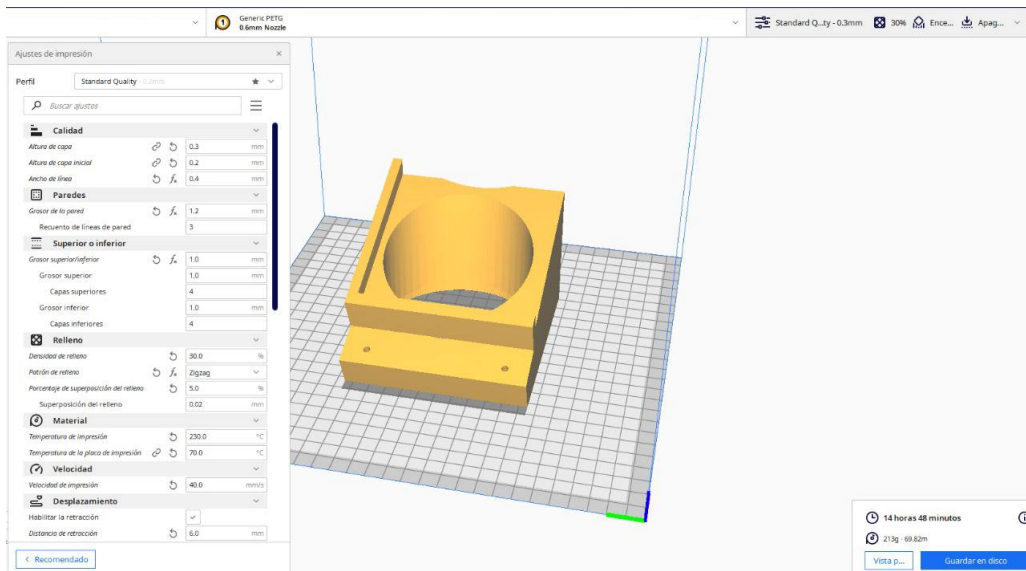 1
Generic PETG
0.6mm Nozzle
Standard Q...ty - 0.3mm 30% Ence... Apag...
Ajustes de impresión ×
Perfil Standard Quality - 0.2mm
Buscar ajustes
Calidad
Altura de capa 0.3 mm
Altura de capa inicial 0.2 mm
Ancho de línea 0.4 mm
Paredes
Grosor de la pared 1.2 mm
Recuento de líneas de pared 3
Superior o inferior
Grosor superior/inferior 1.0 mm
Grosor superior 1.0 mm
Capas superiores 4
Grosor inferior 1.0 mm
Capas inferiores 4
Relleno
Densidad de relleno 30.0 %
Patrón de relleno Zigzag
Porcentaje de superposición del relleno 5.0 %
Superposición del relleno 0.02 mm
Material
Temperatura de impresión 230.0 °C
Temperatura de la placa de impresión 70.0 °C
Velocidad
Velocidad de impresión 40.0 mm/s
Desplazamiento
Habilitar la retracción
Distancia de retracción 6.0 mm
< Recomendado
14 horas 48 minutos
213g · 69.82m
Vista p... Guardar en disco